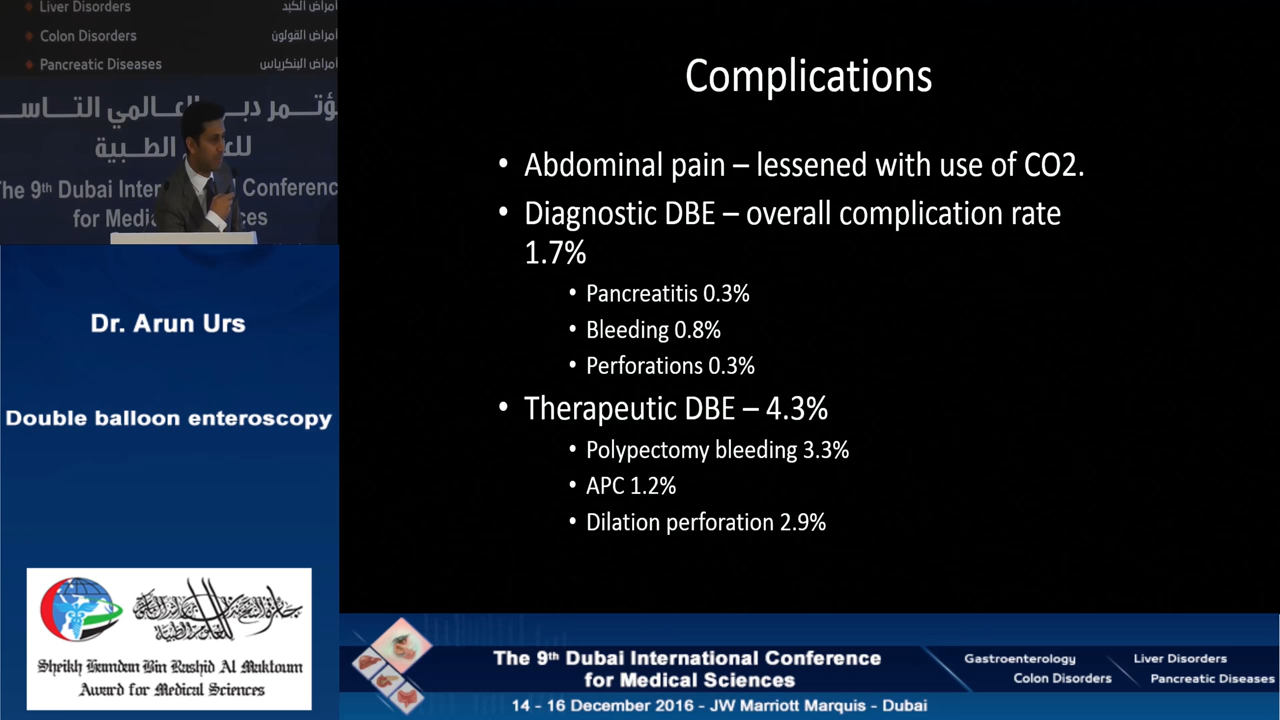 Liver Disorders أمراض الكبد
Colon Disorders أمراض القولون
Pancreatic Diseases أمراض البنكرياس
The 9th Dubai Conference
for
Complications
• Abdominal pain – lessened with use of CO2.
• Diagnostic DBE – overall complication rate
1.7%
• Pancreatitis 0.3%
• Bleeding 0.8%
• Perforations 0.3%
• Therapeutic DBE – 4.3%
• Polypectomy bleeding 3.3%
• APC 1.2%
• Dilation perforation 2.9%
Dr. Arun Urs
Double balloon enteroscopy
Sheikh Hamdan Bin Rashid Al Maktoum
Award for Medical Sciences
The 9th Dubai International Conference
for Medical Sciences
14 - 16 December 2016 - JW Marriott Marquis - Dubai
Gastroenterology
Liver Disorders
Colon Disorders
Pancreatic Diseases